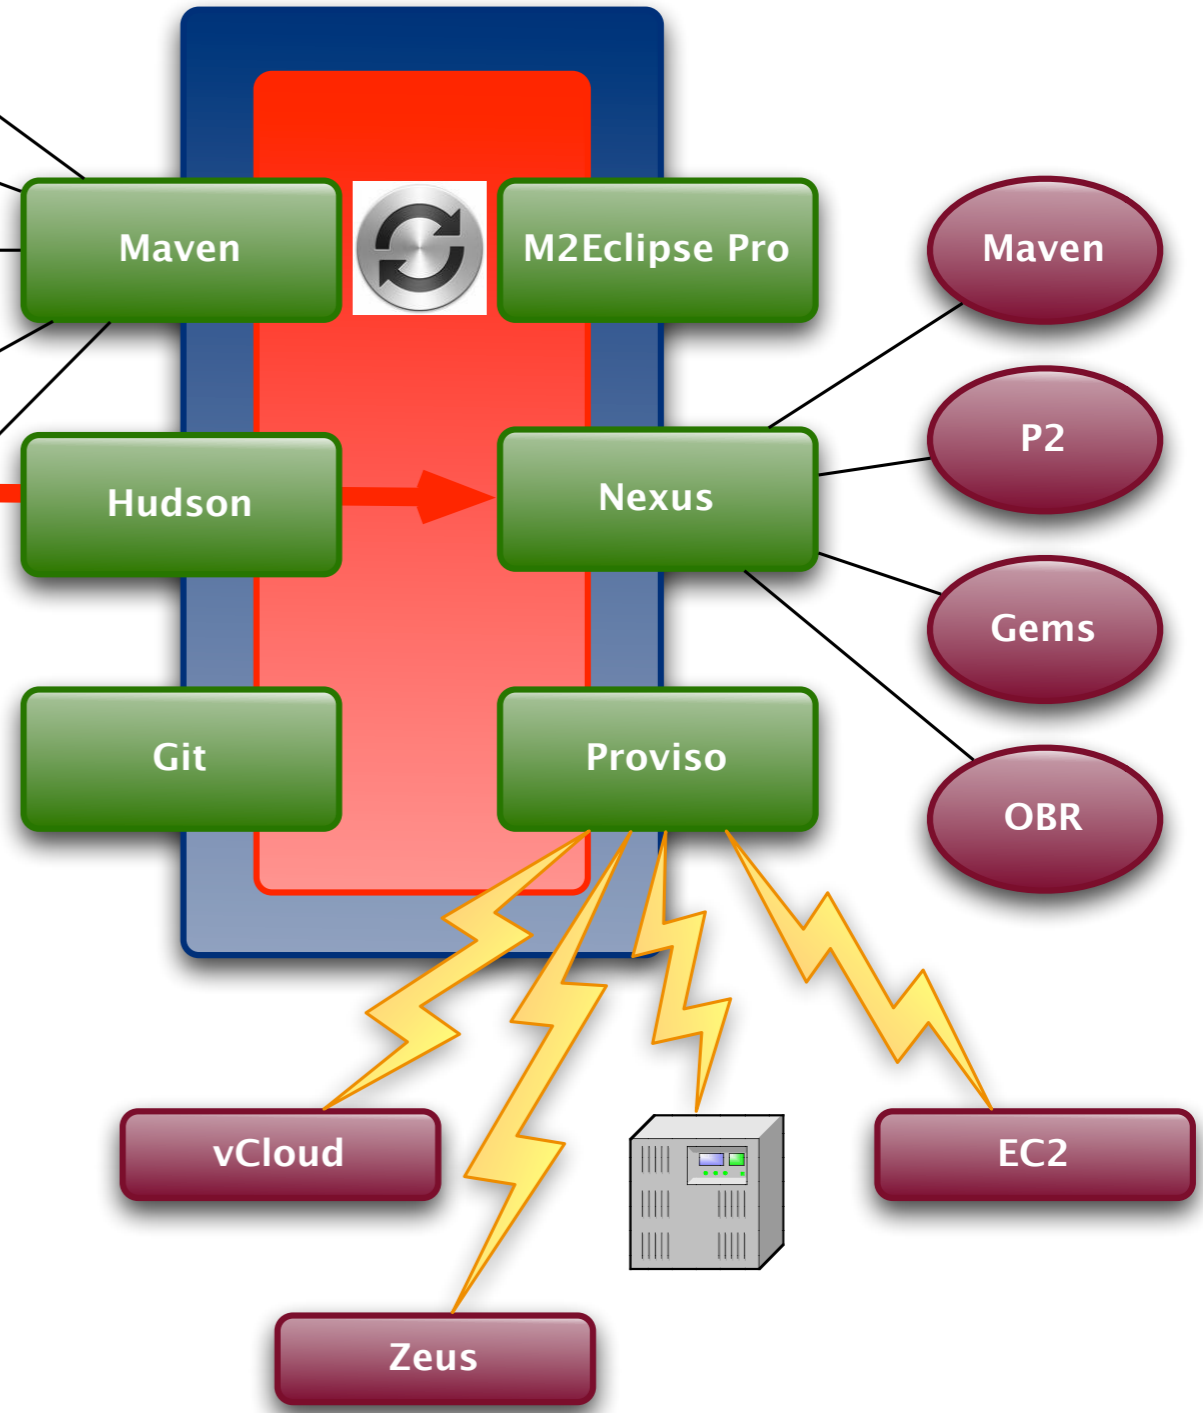 Maven
M2Eclipse Pro
Maven
P2
Hudson
Nexus
Gems
Git
Proviso
OBR
vCloud
EC2
Zeus